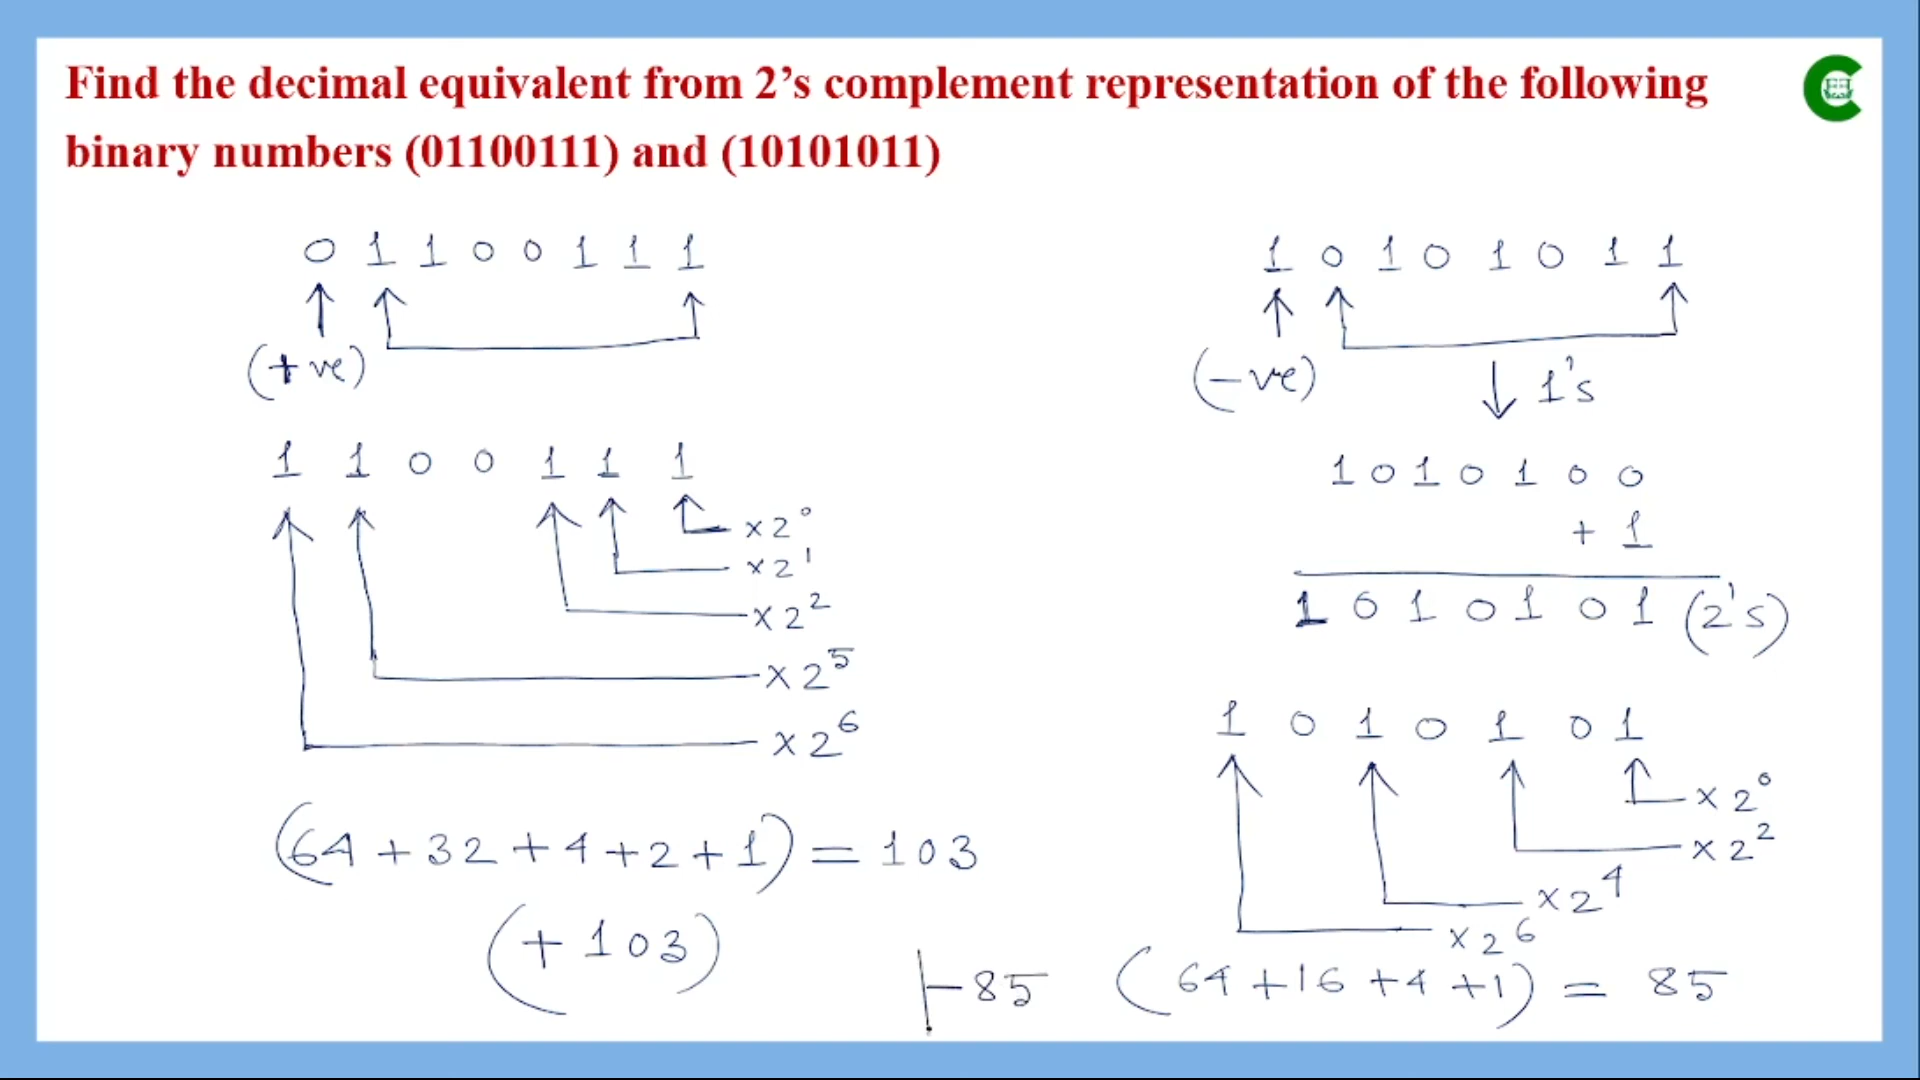 Find the decimal equivalent from 2’s complement representation of the following
binary numbers (01100111) and (10101011)
0 1 1 0 0 1 1 1
(+ve)
1 1 0 0 1 1 1
x 2⁰
x 2¹
x 2²
x 2⁵
x 2⁶
(64 + 32 + 4 + 2 + 1) = 103
(+ 103)
1 0 1 0 1 0 1 1
(-ve)
1's
1 0 1 0 1 0 0
+ 1
1 0 1 0 1 0 1 (2's)
1 0 1 0 1 0 1
x 2⁰
x 2²
x 2⁴
x 2⁶
(64 + 16 + 4 + 1) = 85
-85